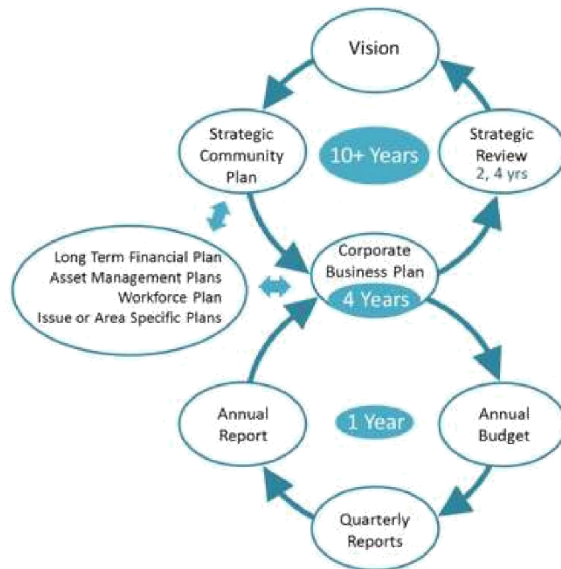 Vision
Strategic
Community
Plan
10+ Years
Strategic
Review
2, 4 yrs
Long Term Financial Plan
Asset Management Plans
Workforce Plan
Issue or Area Specific Plans
Corporate
Business Plan
4 Years
Annual
Report
1 Year
Annual
Budget
Quarterly
Reports